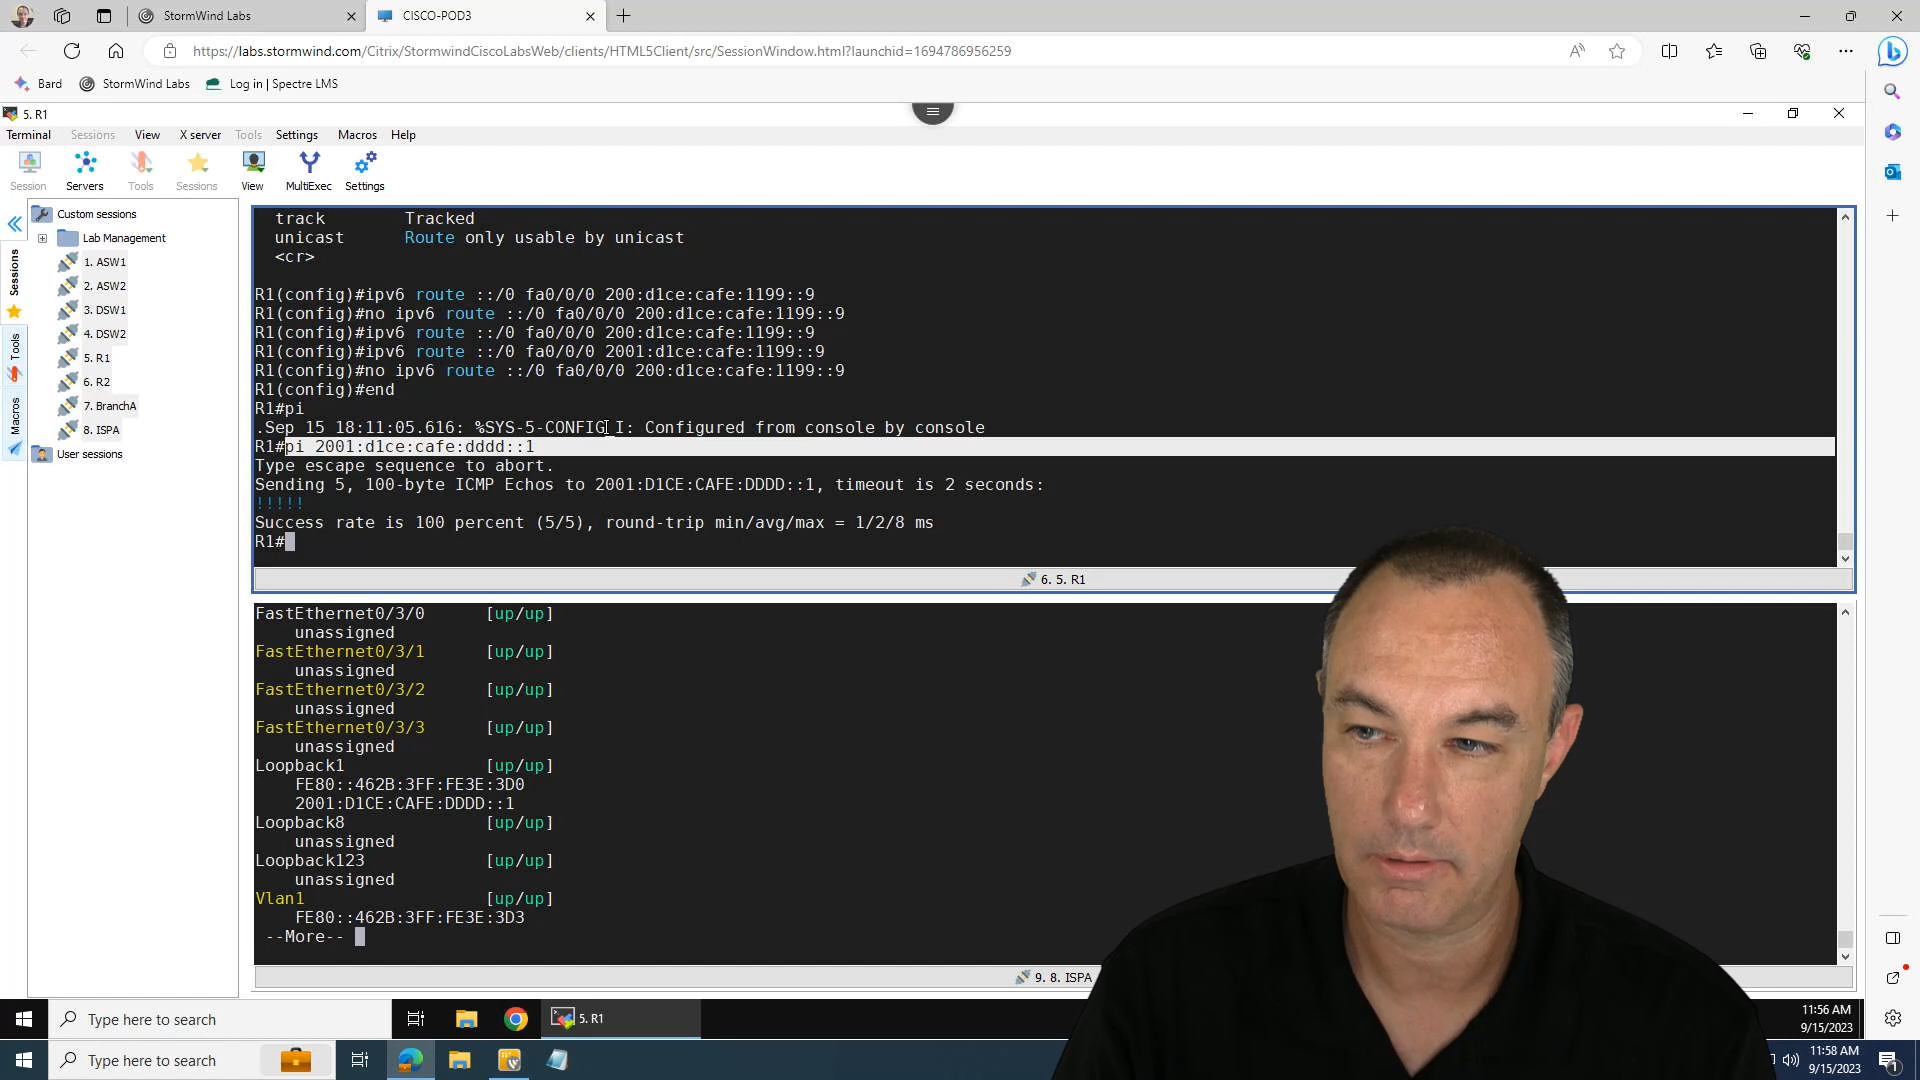 StormWind Labs
CISCO-POD3
https://labs.stormwind.com/Citrix/StormwindCiscoLabsWeb/clients/HTML5Client/src/SessionWindow.html?launchid=1694786956259
Bard
StormWind Labs
Log in | Spectre LMS
5. R1
Terminal Sessions View X server Tools Settings Macros Help
Session Servers Tools Sessions View MultiExec Settings
Sessions
Tools
Macros
Custom sessions
Lab Management
1. ASW1
2. ASW2
3. DSW1
4. DSW2
5. R1
6. R2
7. BranchA
8. ISPA
User sessions
track Tracked
unicast Route only usable by unicast
<cr>
R1(config)#ipv6 route ::/0 fa0/0/0 200:d1ce:cafe:1199::9
R1(config)#no ipv6 route ::/0 fa0/0/0 200:d1ce:cafe:1199::9
R1(config)#ipv6 route ::/0 fa0/0/0 200:d1ce:cafe:1199::9
R1(config)#ipv6 route ::/0 fa0/0/0 2001:d1ce:cafe:1199::9
R1(config)#no ipv6 route ::/0 fa0/0/0 200:d1ce:cafe:1199::9
R1(config)#end
R1#pi
.Sep 15 18:11:05.616: %SYS-5-CONFIG_I: Configured from console by console
R1#pi 2001:d1ce:cafe:dddd::1
Type escape sequence to abort.
Sending 5, 100-byte ICMP Echos to 2001:D1CE:CAFE:DDDD::1, timeout is 2 seconds:
!!!!!
Success rate is 100 percent (5/5), round-trip min/avg/max = 1/2/8 ms
R1#
6. 5. R1
FastEthernet0/3/0 [up/up]
unassigned
FastEthernet0/3/1 [up/up]
unassigned
FastEthernet0/3/2 [up/up]
unassigned
FastEthernet0/3/3 [up/up]
unassigned
Loopback1 [up/up]
FE80::462B:3FF:FE3E:3D0
2001:D1CE:CAFE:DDDD::1
Loopback8 [up/up]
unassigned
Loopback123 [up/up]
unassigned
Vlan1 [up/up]
FE80::462B:3FF:FE3E:3D3
--More--
9. 8. ISPA
Type here to search
5. R1
11:56 AM
9/15/2023
Type here to search
11:58 AM
9/15/2023
1